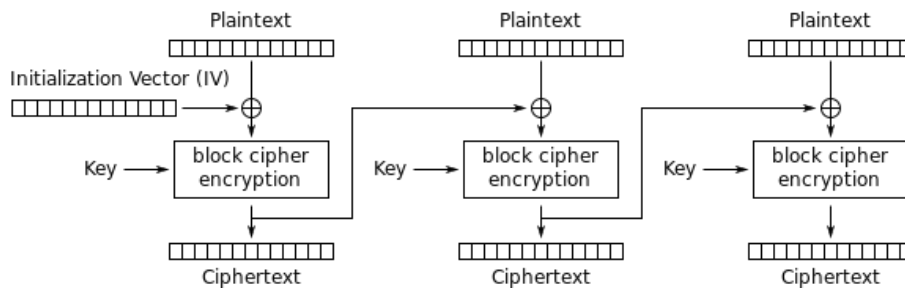 Plaintext
Plaintext
Plaintext
Initialization Vector (IV)
Key
block cipher
encryption
Key
block cipher
encryption
Key
block cipher
encryption
Ciphertext
Ciphertext
Ciphertext